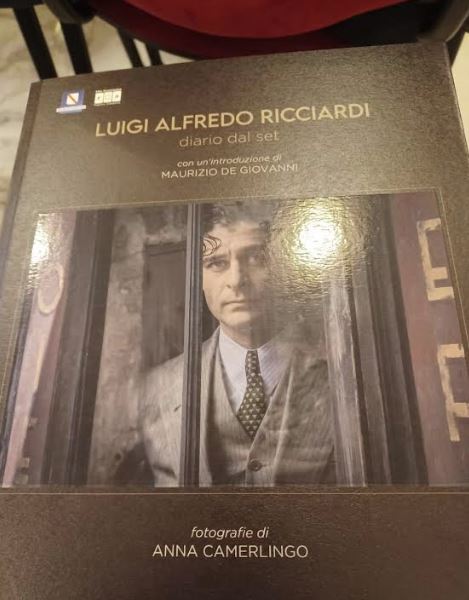 LUIGI ALFREDO RICCIARDI
diario dal set
con un'introduzione di
MAURIZIO DE GIOVANNI
fotografie di
ANNA CAMERLINGO